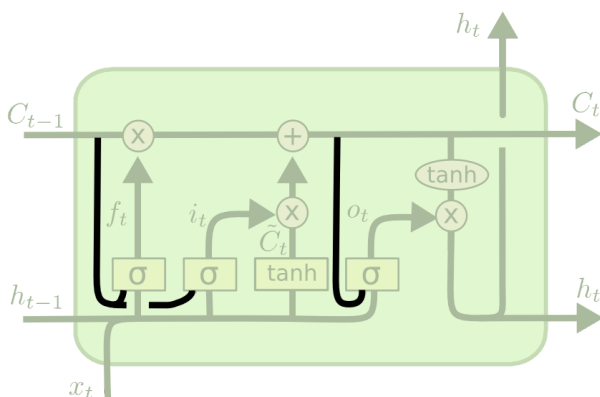 h_t
C_{t-1}
×
+
C_t
tanh
f_t
i_t
×
o_t
×
C̃_t
σ
σ
tanh
σ
h_{t-1}
h_t
x_t